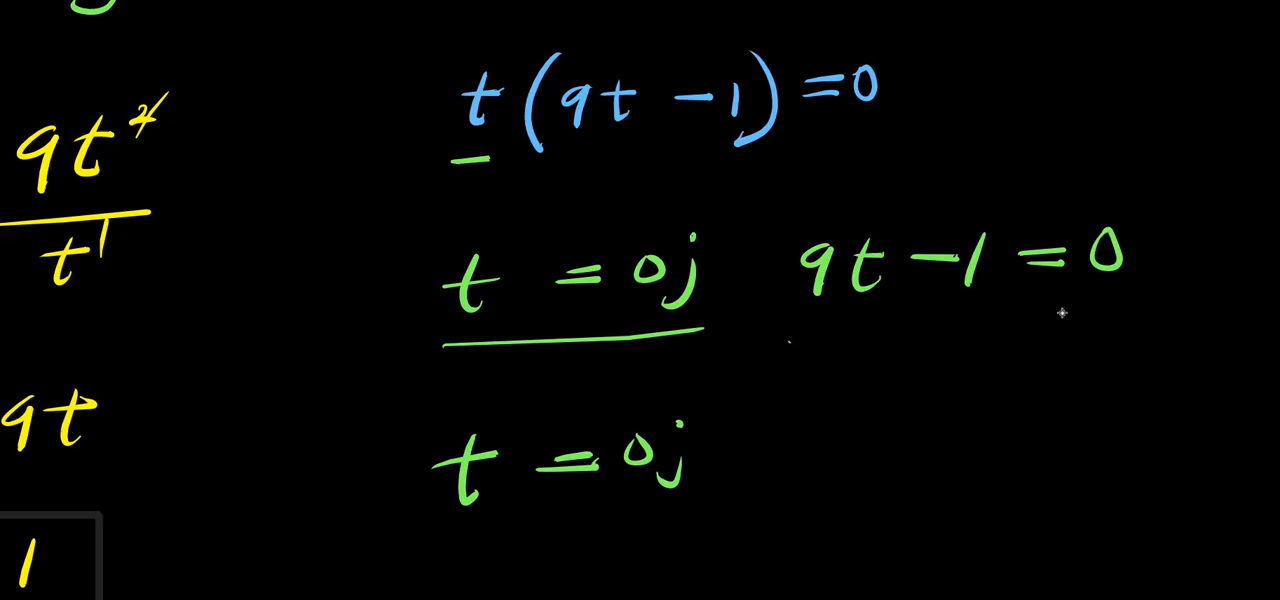 t(9t - 1) = 0
9t²
t¹
t = 0; 9t - 1 = 0
9t
t = 0;
1